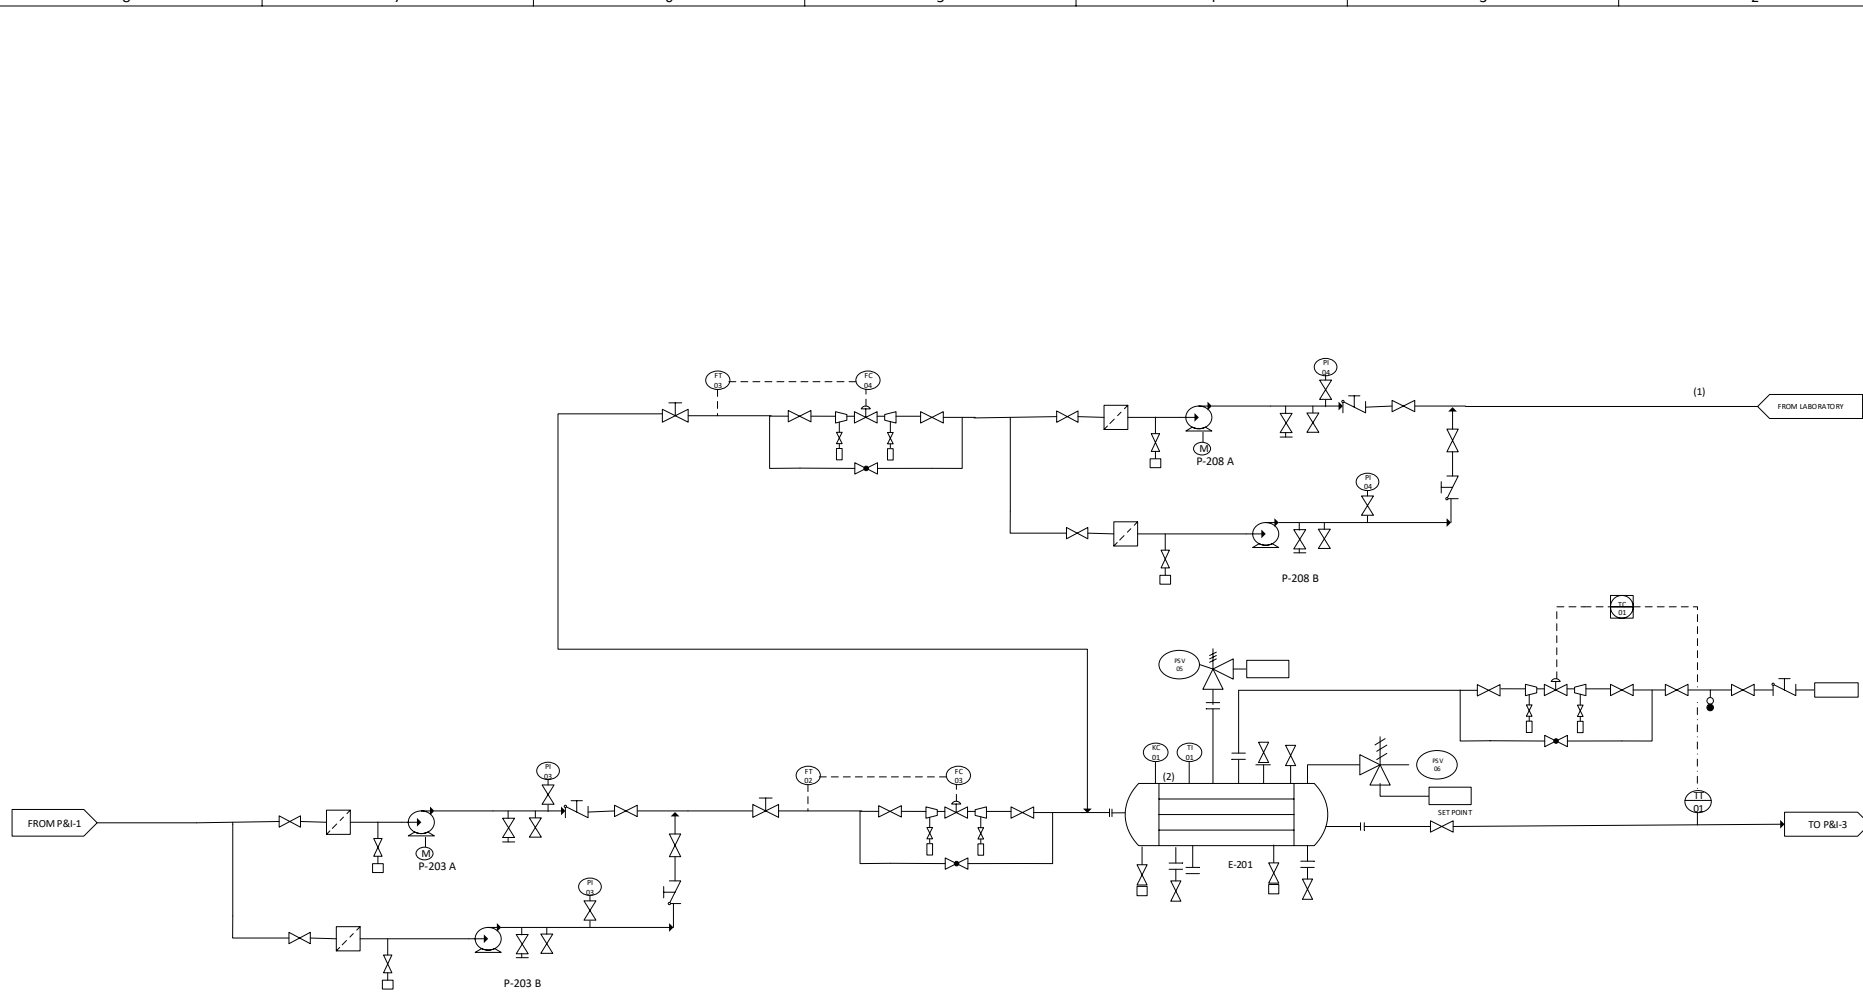 PI
04
FT
03
FC
04
(1)
FROM LABORATORY
M
P-208 A
PI
04
P-208 B
TC
01
PSV
05
KC
01
TI
01
(2)
PSV
06
PI
03
FT
02
FC
03
TT
01
SET POINT
FROM P&I-1
TO P&I-3
M
P-203 A
E-201
PI
03
P-203 B